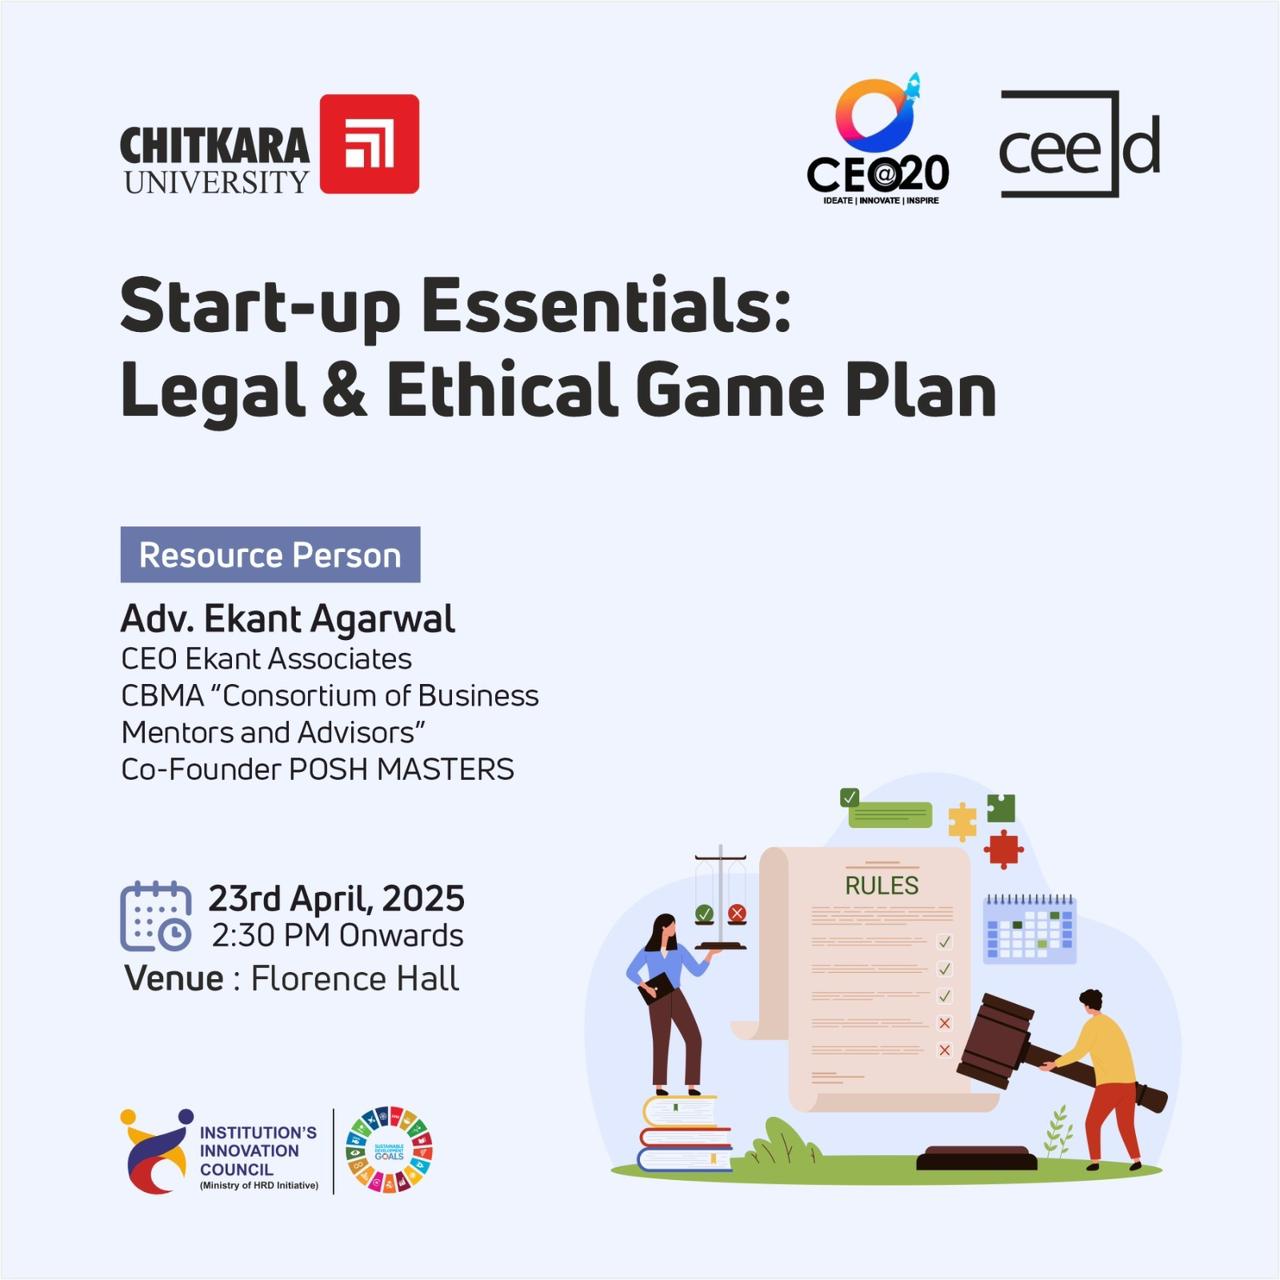 CHITKARA
UNIVERSITY
CEO@20
IDEATE | INNOVATE | INSPIRE
ceed
Start-up Essentials:
Legal & Ethical Game Plan
Resource Person
Adv. Ekant Agarwal
CEO Ekant Associates
CBMA “Consortium of Business
Mentors and Advisors”
Co-Founder POSH MASTERS
23rd April, 2025
2:30 PM Onwards
Venue : Florence Hall
RULES
INSTITUTION'S
INNOVATION
COUNCIL
(Ministry of HRD Initiative)
SUSTAINABLE
DEVELOPMENT
GOALS